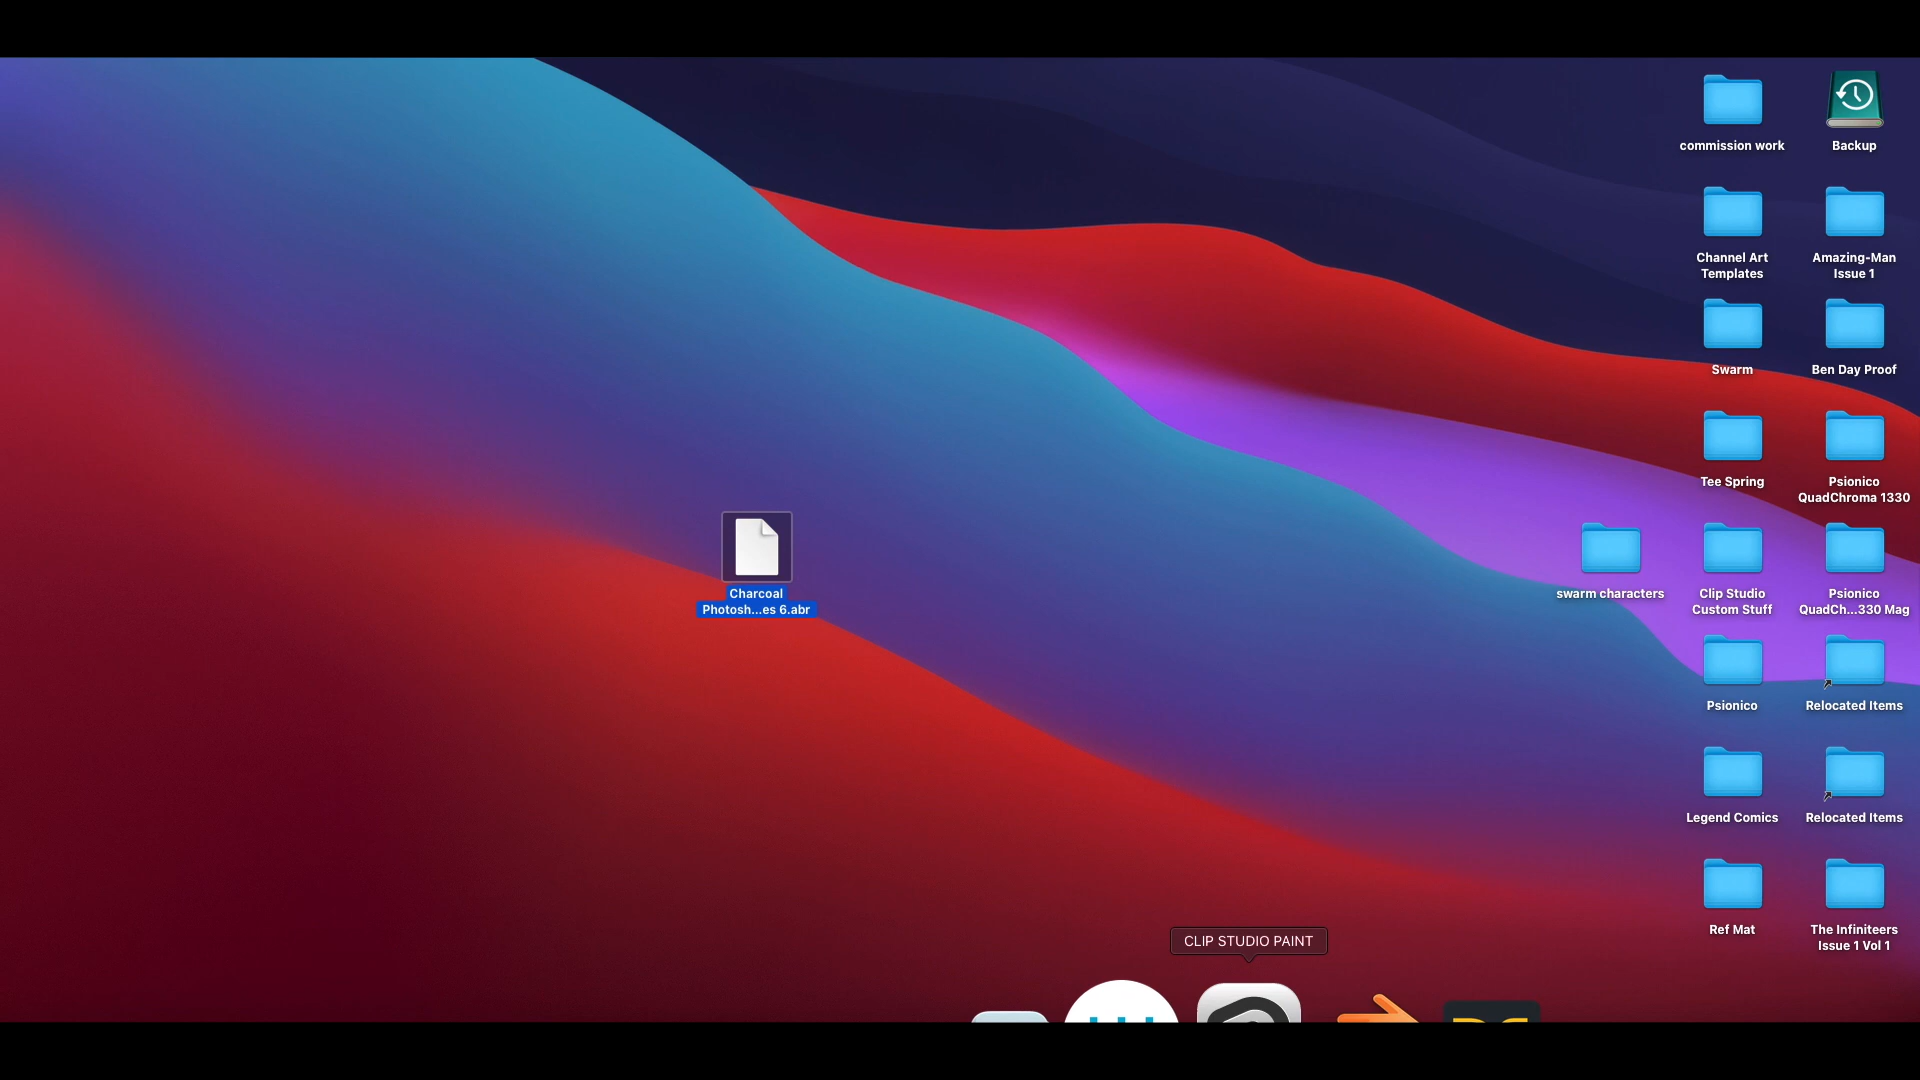 commission work
Backup
Channel Art
Templates
Amazing-Man
Issue 1
Swarm
Ben Day Proof
Tee Spring
Psionico
QuadChroma 1330
Charcoal
Photosh...es 6.abr
swarm characters
Clip Studio
Custom Stuff
Psionico
QuadCh...330 Mag
Psionico
Relocated Items
Legend Comics
Relocated Items
Ref Mat
The Infiniteers
Issue 1 Vol 1
CLIP STUDIO PAINT